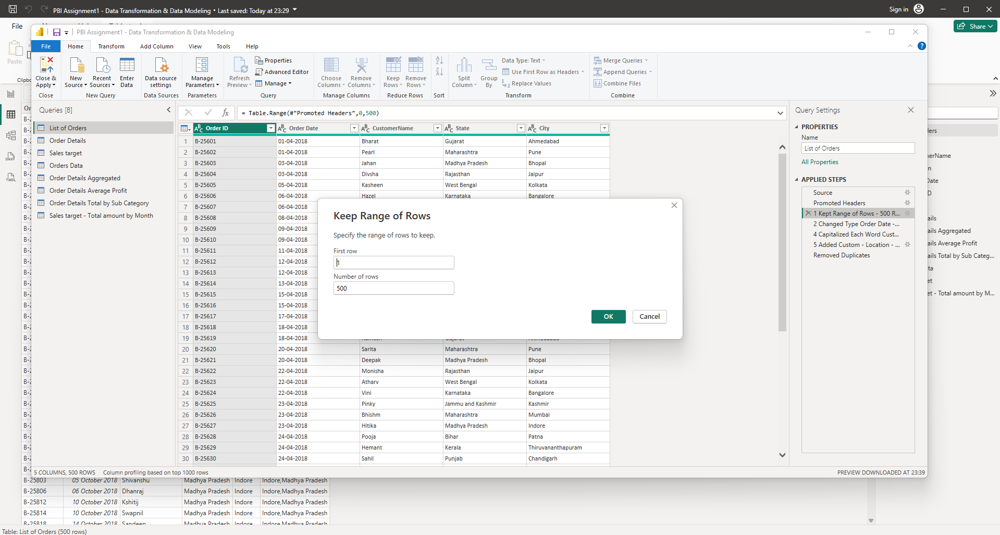 PBI Assignment1 - Data Transformation & Data Modeling • Last saved: Today at 23:29
Sign in
File
Share
PBI Assignment1 - Data Transformation & Data Modeling
File Home Transform Add Column View Tools Help
Paste
Close & Apply
New Source
Recent Sources
Enter Data
Data source settings
Manage Parameters
Refresh Preview
Properties
Advanced Editor
Manage
Choose Columns
Remove Columns
Keep Rows
Remove Rows
Split Column
Group By
Data Type: Text
Use First Row as Headers
Replace Values
Merge Queries
Append Queries
Combine Files
Close New Query Data Sources Parameters Query Manage Columns Reduce Rows Sort Transform Combine
Queries [8]
List of Orders
Order Details
Sales target
Orders Data
Order Details Aggregated
Order Details Average Profit
Order Details Total by Sub Category
Sales target - Total amount by Month
= Table.Range(#"Promoted Headers",0,500)
Order ID Order Date CustomerName State City
1 B-25601 01-04-2018 Bharat Gujarat Ahmedabad
2 B-25602 01-04-2018 Pearl Maharashtra Pune
3 B-25603 03-04-2018 Jahan Madhya Pradesh Bhopal
4 B-25604 03-04-2018 Divsha Rajasthan Jaipur
5 B-25605 05-04-2018 Kasheen West Bengal Kolkata
6 B-25606 06-04-2018 Hazel Karnataka Bangalore
7 B-25607 06-04-2018
8 B-25608 08-04-2018
9 B-25609 09-04-2018
10 B-25610 09-04-2018
11 B-25611 11-04-2018
12 B-25612 12-04-2018
13 B-25613 12-04-2018
14 B-25614 13-04-2018
15 B-25615 15-04-2018
16 B-25616 15-04-2018
17 B-25617 17-04-2018
18 B-25618 18-04-2018
19 B-25619 18-04-2018
20 B-25620 20-04-2018 Sarita Maharashtra Pune
21 B-25621 20-04-2018 Deepak Madhya Pradesh Bhopal
22 B-25622 22-04-2018 Monisha Rajasthan Jaipur
23 B-25623 22-04-2018 Atharv West Bengal Kolkata
24 B-25624 22-04-2018 Vini Karnataka Bangalore
25 B-25625 23-04-2018 Pinky Jammu and Kashmir Kashmir
26 B-25626 23-04-2018 Bhishm Maharashtra Mumbai
27 B-25627 23-04-2018 Hitika Madhya Pradesh Indore
28 B-25628 24-04-2018 Pooja Bihar Patna
29 B-25629 24-04-2018 Hemant Kerala Thiruvananthapuram
30 B-25630 24-04-2018 Sahil Punjab Chandigarh
Keep Range of Rows
Specify the range of rows to keep.
First row
1
Number of rows
500
OK Cancel
Query Settings
PROPERTIES
Name
List of Orders
All Properties
APPLIED STEPS
Source
Promoted Headers
1 Kept Range of Rows - 500 R...
2 Changed Type Order Date -...
4 Capitalized Each Word Cust...
5 Added Custom - Location - ...
Removed Duplicates
5 COLUMNS, 500 ROWS Column profiling based on top 1000 rows
PREVIEW DOWNLOADED AT 23:39
B-25803 05 October 2018 Shivanshu Madhya Pradesh Indore Indore,Madhya Pradesh
B-25806 06 October 2018 Dhanraj Madhya Pradesh Indore Indore,Madhya Pradesh
B-25812 10 October 2018 Kshitij Madhya Pradesh Indore Indore,Madhya Pradesh
B-25814 10 October 2018 Swapnil Madhya Pradesh Indore Indore,Madhya Pradesh
B-25818 14 October 2018 Sandeep Madhya Pradesh Indore Indore,Madhya Pradesh
Table: List of Orders (500 rows)